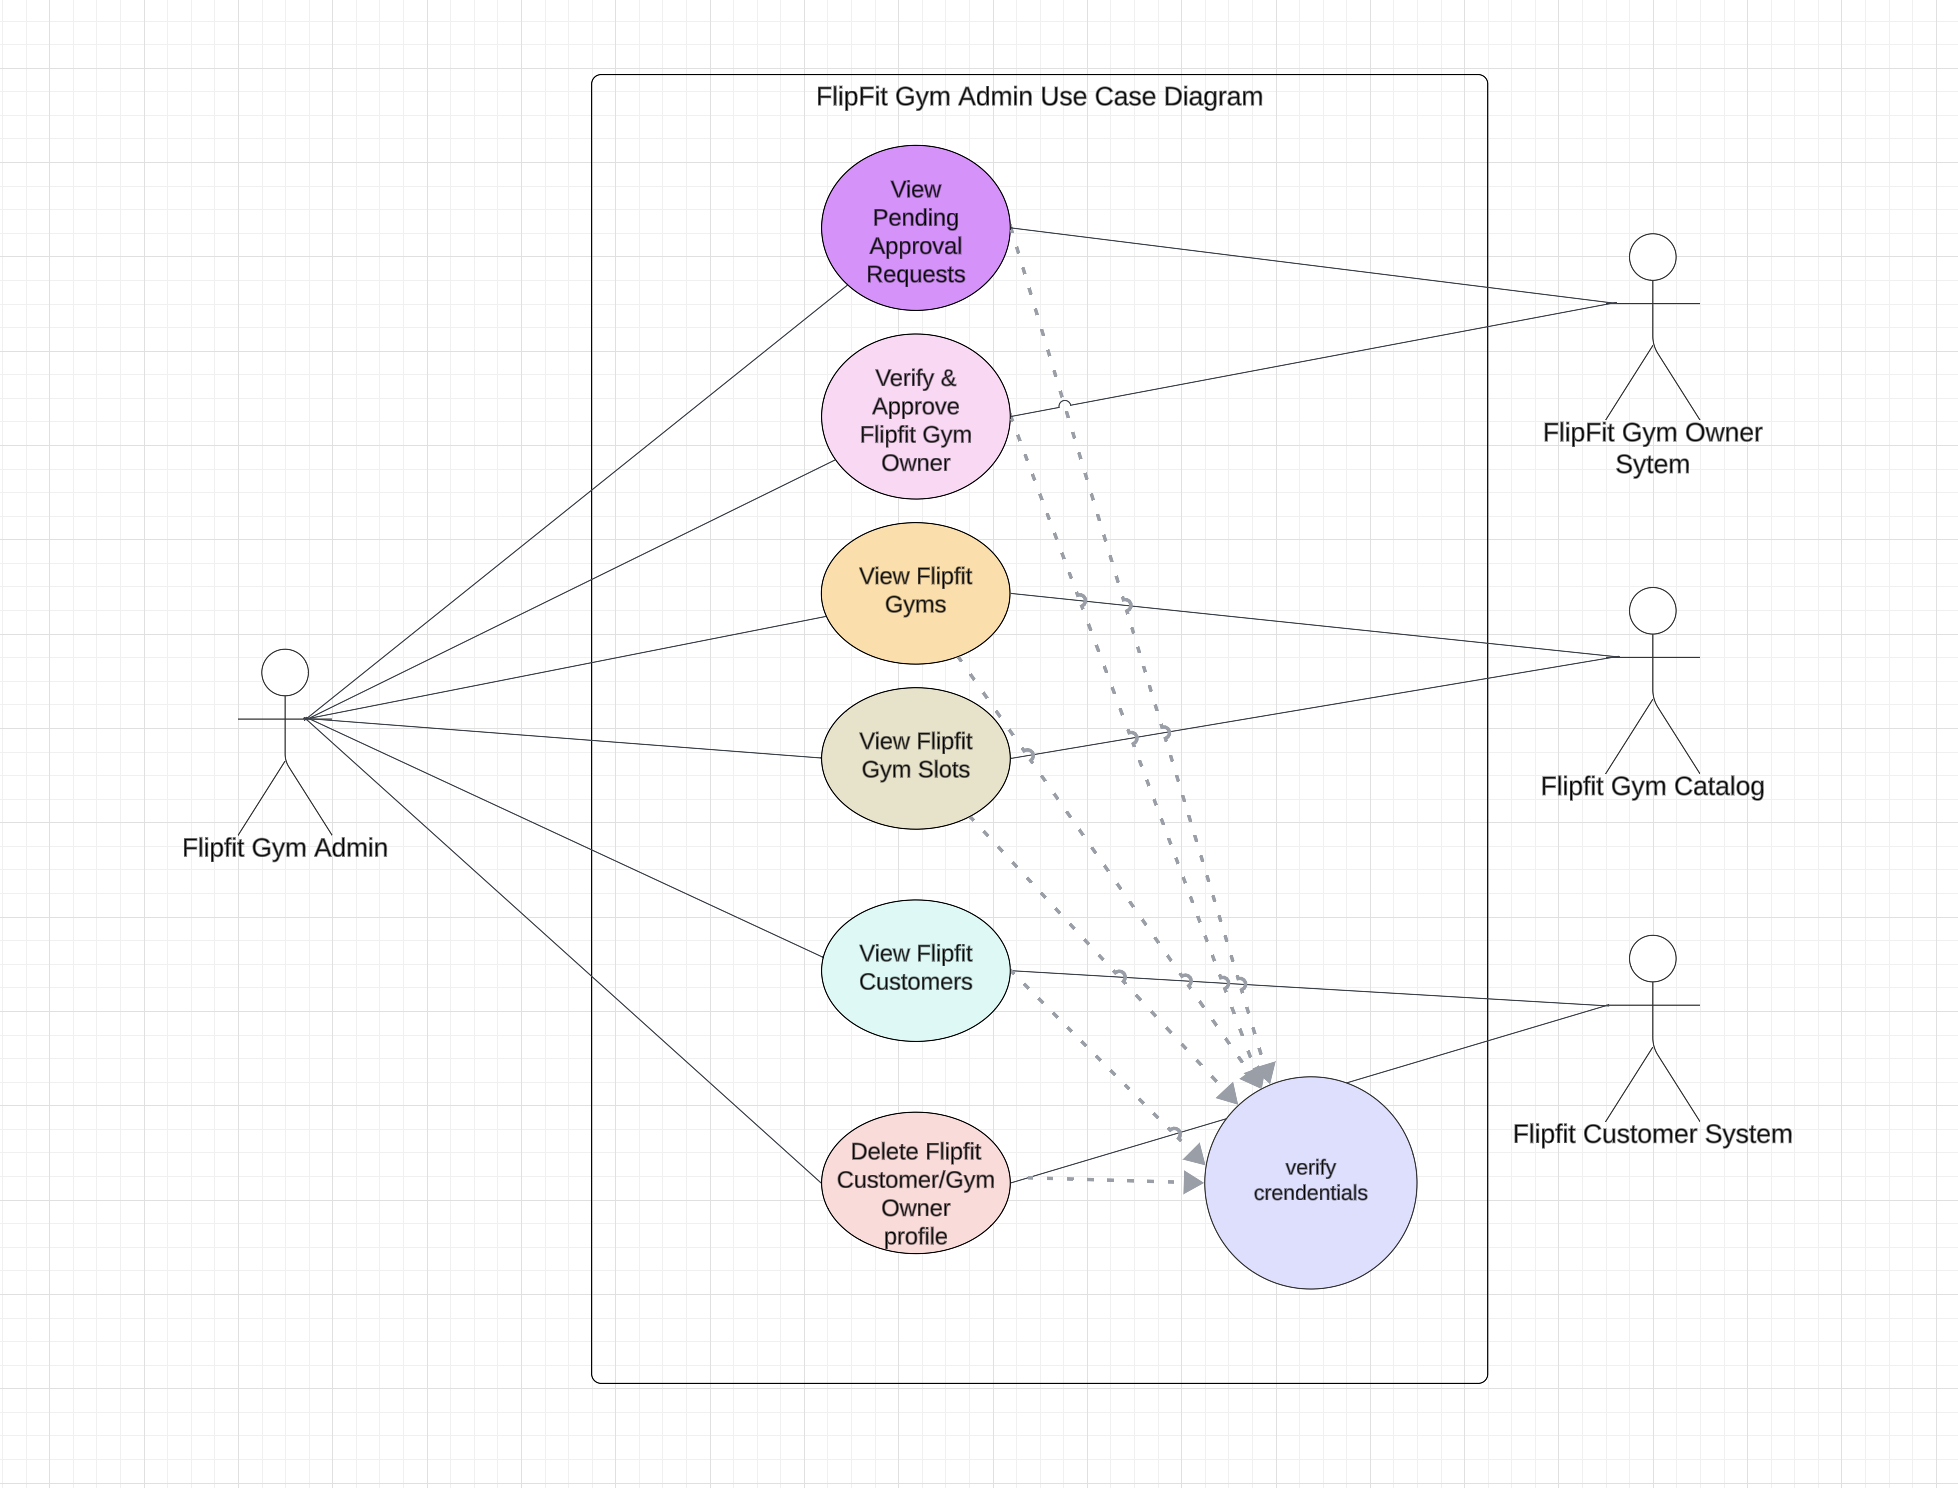 FlipFit Gym Admin Use Case Diagram
View
Pending
Approval
Requests
Verify &
Approve
Flipfit Gym
Owner
View Flipfit
Gyms
View Flipfit
Gym Slots
View Flipfit
Customers
Delete Flipfit
Customer/Gym
Owner
profile
verify
crendentials
Flipfit Gym Admin
FlipFit Gym Owner
Sytem
Flipfit Gym Catalog
Flipfit Customer System